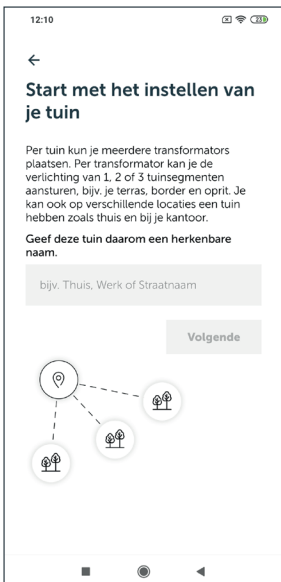 12:10
Start met het instellen van
je tuin
Per tuin kun je meerdere transformators
plaatsen. Per transformator kan je de
verlichting van 1, 2 of 3 tuinsegmenten
aansturen, bijv. je terras, border en oprit. Je
kan ook op verschillende locaties een tuin
hebben zoals thuis en bij je kantoor.
Geef deze tuin daarom een herkenbare
naam.
bijv. Thuis, Werk of Straatnaam
Volgende